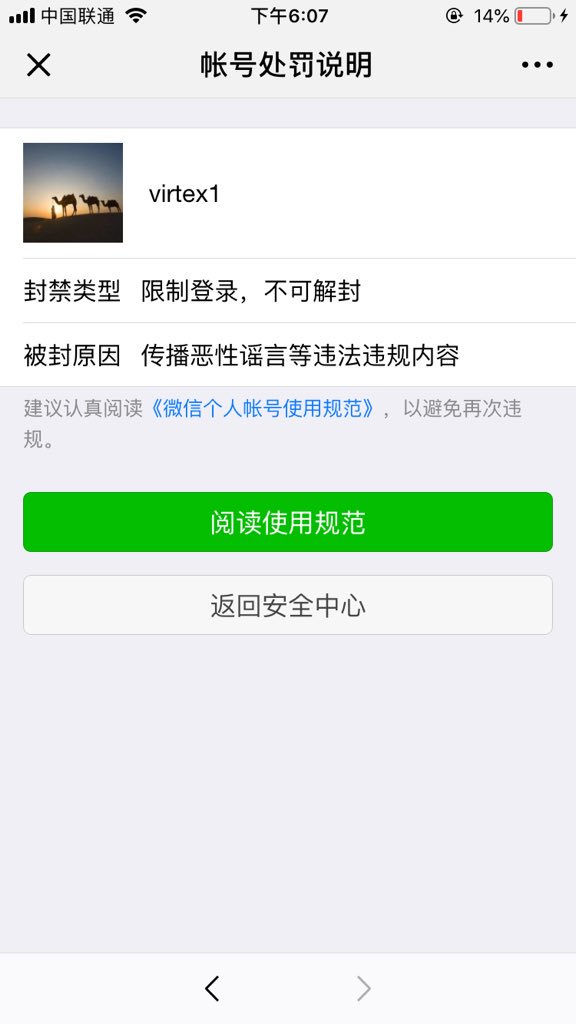 中国联通 下午6:07 14%
帐号处罚说明
virtex1
封禁类型 限制登录，不可解封
被封原因 传播恶性谣言等违法违规内容
建议认真阅读《微信个人帐号使用规范》，以避免再次违
规。
阅读使用规范
返回安全中心